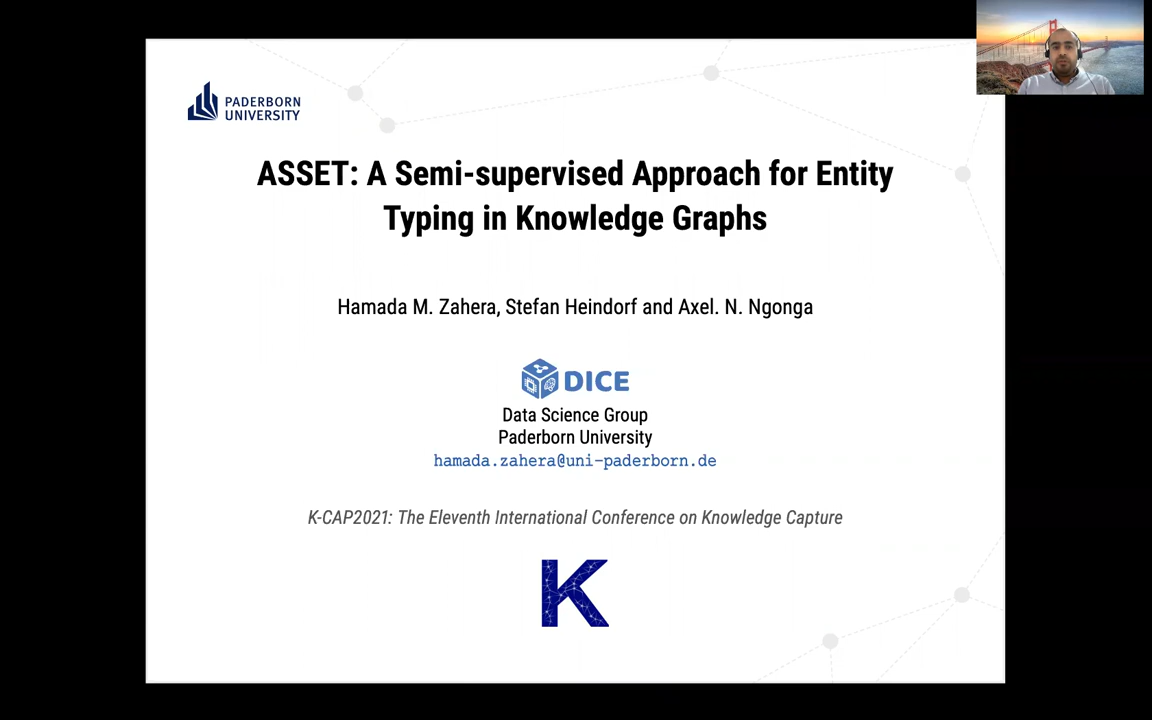 PADERBORN
UNIVERSITY
ASSET: A Semi-supervised Approach for Entity
Typing in Knowledge Graphs
Hamada M. Zahera, Stefan Heindorf and Axel. N. Ngonga
DICE
Data Science Group
Paderborn University
hamada.zahera@uni-paderborn.de
K-CAP2021: The Eleventh International Conference on Knowledge Capture
K